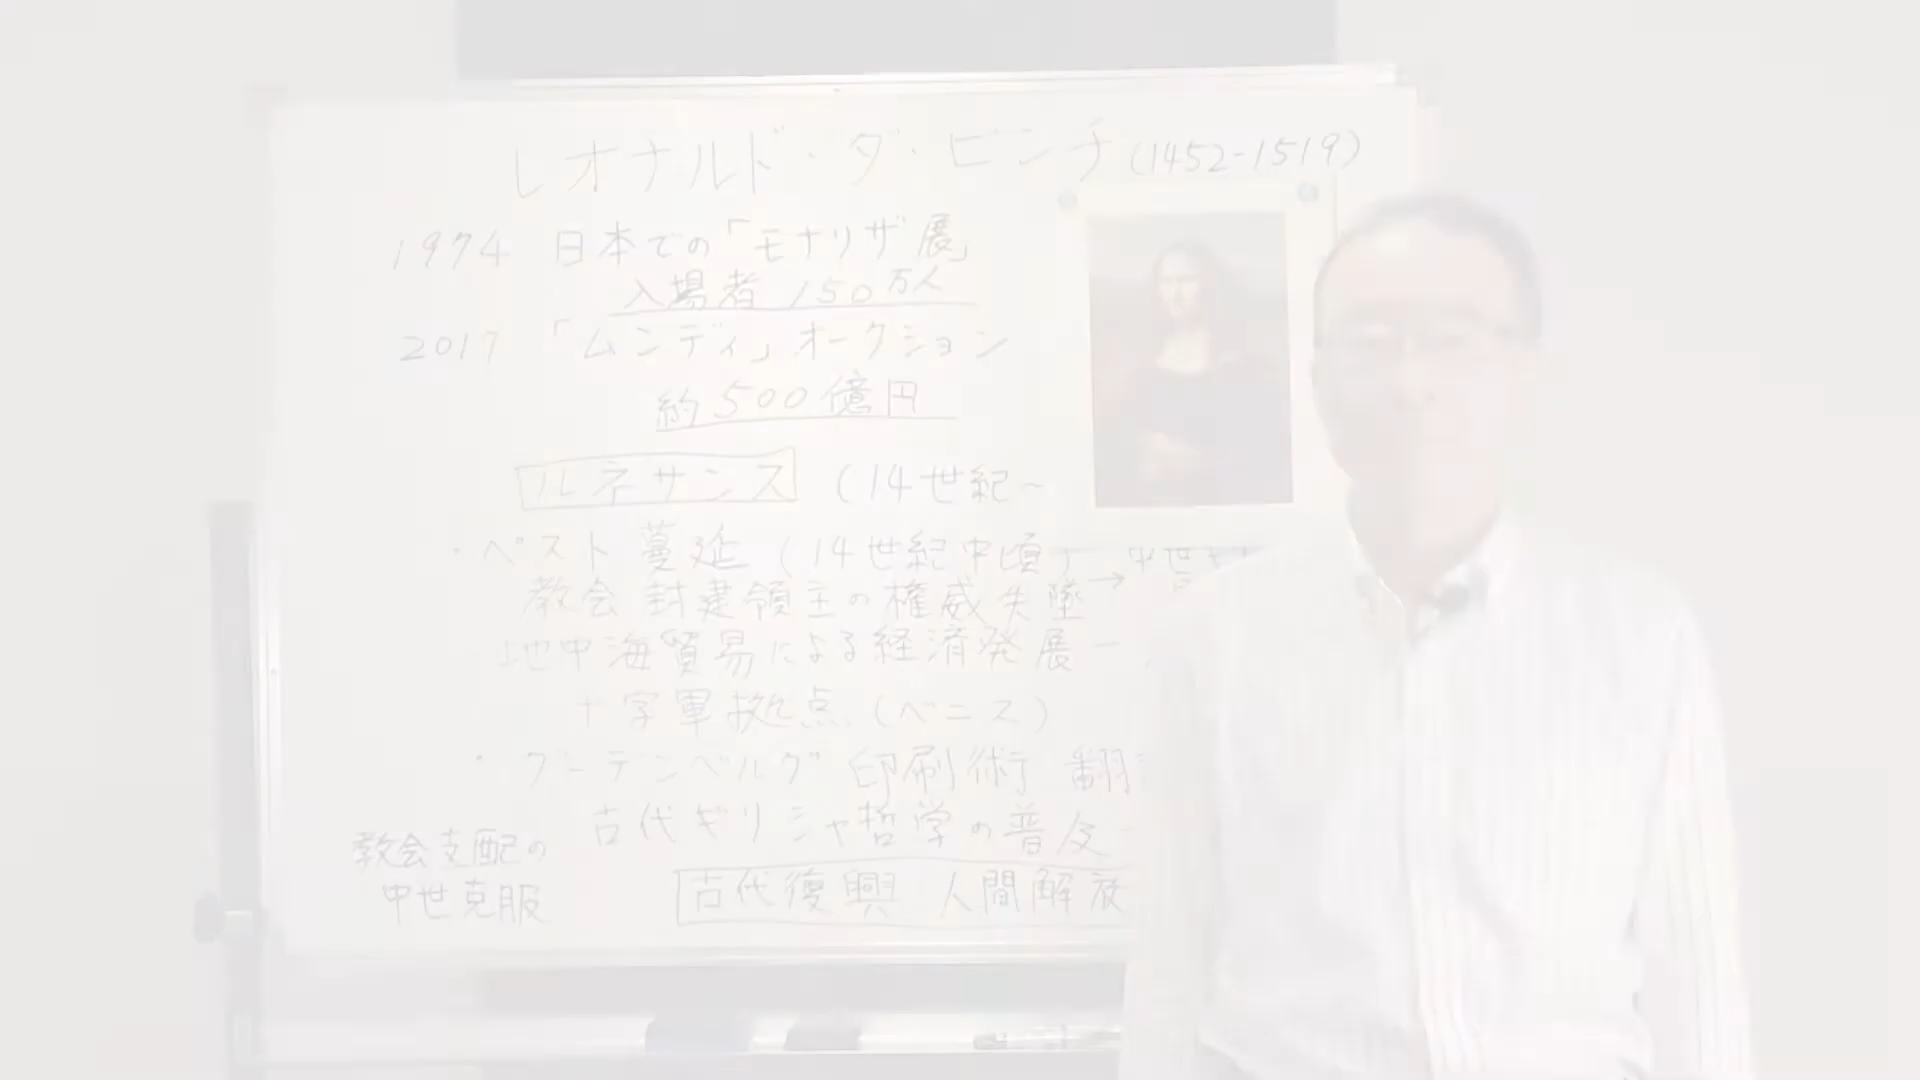 レオナルド・ダ・ビンチ (1452-1519)
1974 日本での「モナリザ展」
入場者 150万人
2017 「ムンディ」オークション
約500億円
ルネサンス (14世紀~
・ペスト 蔓延 (14世紀中頃) → 中世
教会 封建領主の権威失墜
地中海貿易による経済発展
十字軍拠点 (ベニス)
・グーテンベルグ 印刷術 翻
古代ギリシャ哲学の普及
教会支配の
中世克服
古代復興 人間解放